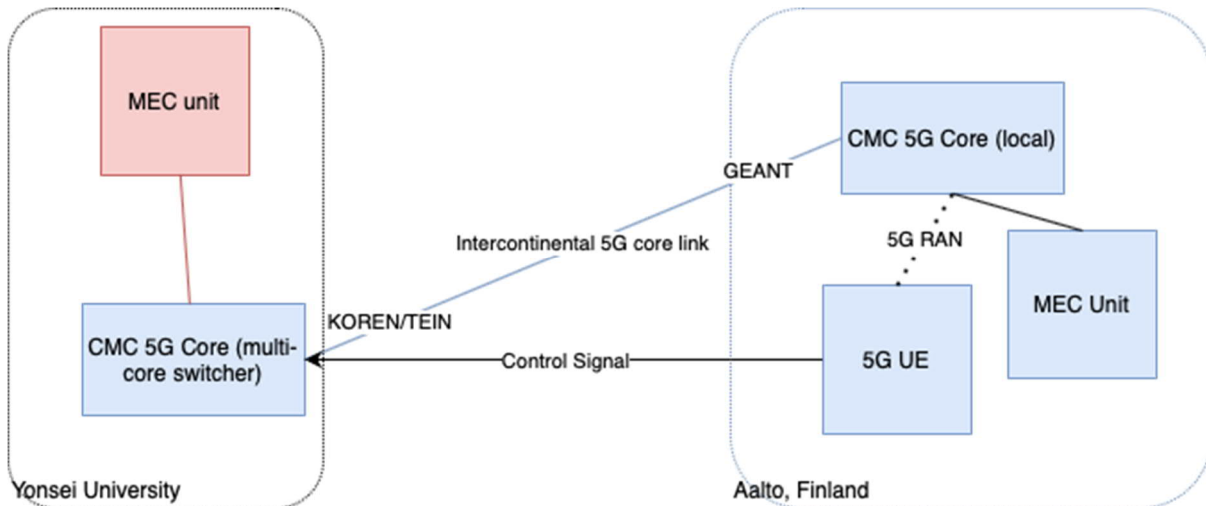 MEC unit
CMC 5G Core (multi-
core switcher)
Yonsei University
KOREN/TEIN
Intercontinental 5G core link
GEANT
Control Signal
CMC 5G Core (local)
5G RAN
MEC Unit
5G UE
Aalto, Finland